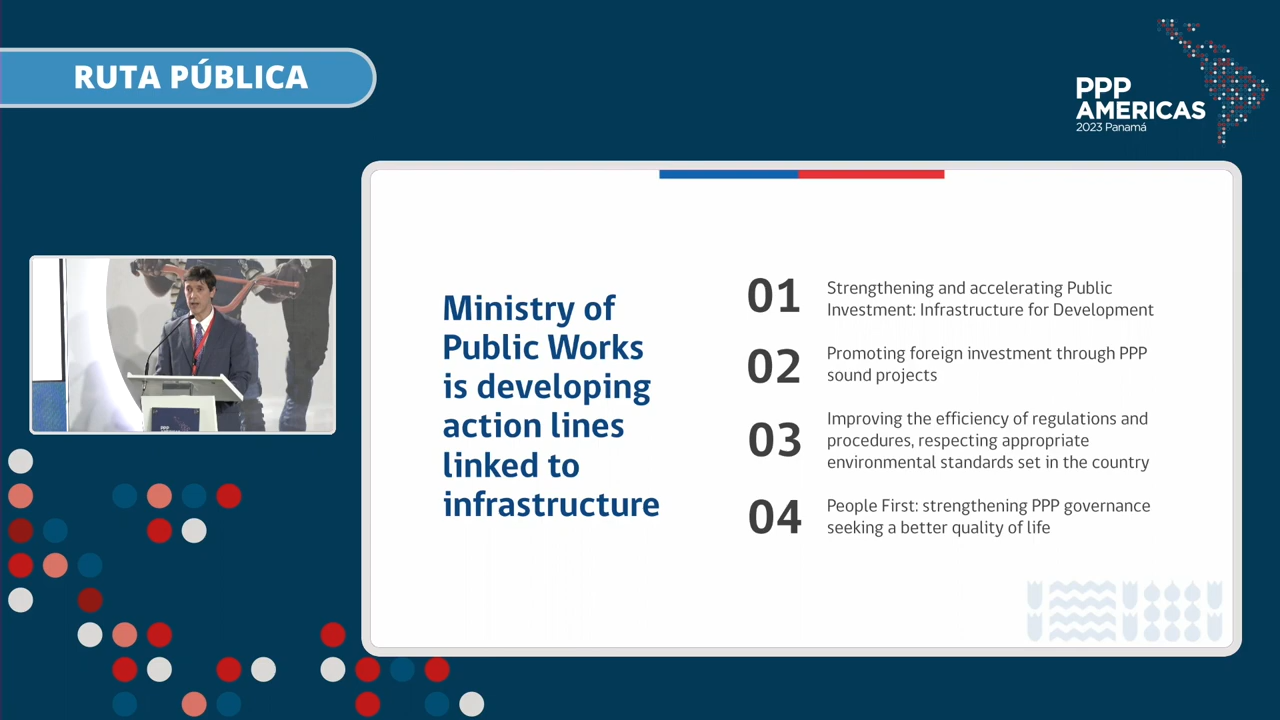 RUTA PÚBLICA
PPP
AMERICAS
2023 Panamá
Ministry of
Public Works
is developing
action lines
linked to
infrastructure
01
Strengthening and accelerating Public
Investment: Infrastructure for Development
02
Promoting foreign investment through PPP
sound projects
03
Improving the efficiency of regulations and
procedures, respecting appropriate
environmental standards set in the country
04
People First: strengthening PPP governance
seeking a better quality of life
PPP
AMERICAS